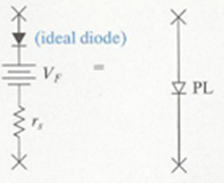 (ideal diode)
V_F
=
PL
r_s